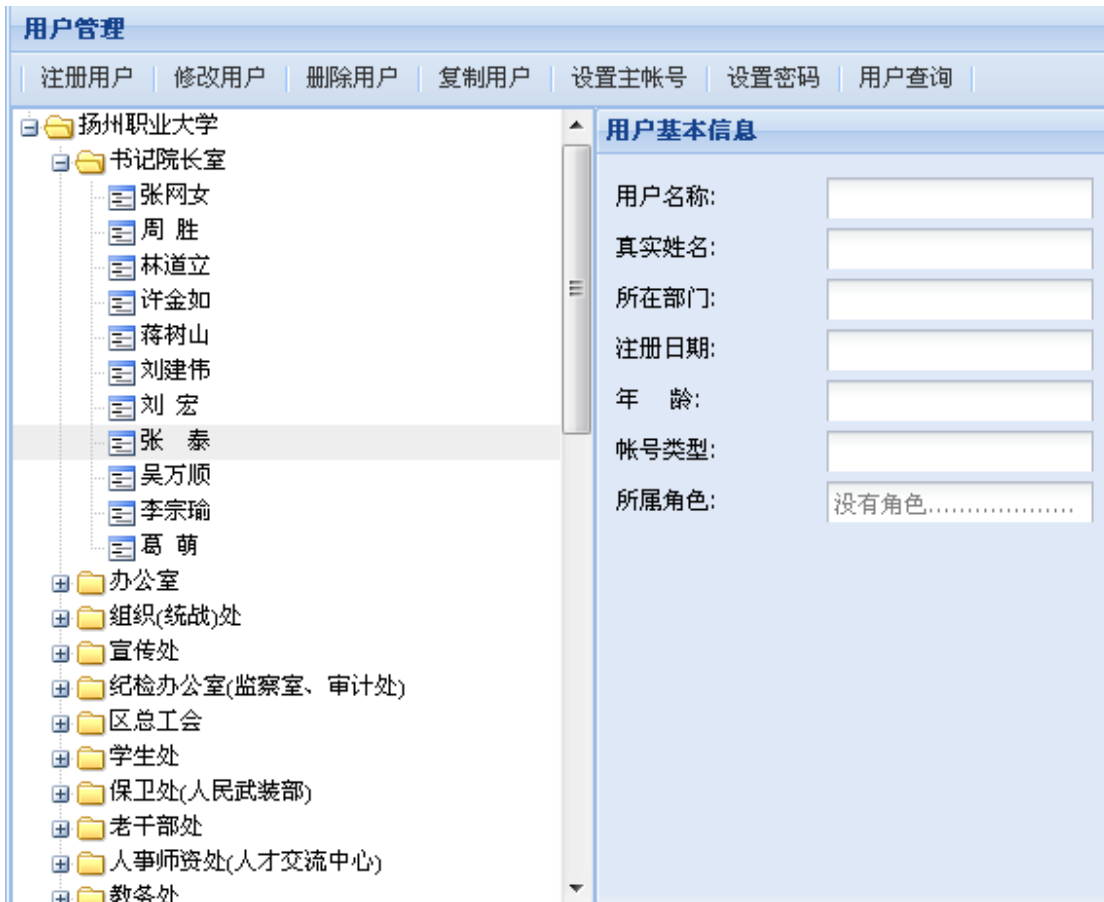 用户管理
注册用户 修改用户 删除用户 复制用户 设置主帐号 设置密码 用户查询
扬州职业大学
书记院长室
张网女
周 胜
林道立
许金如
蒋树山
刘建伟
刘 宏
张 泰
吴万顺
李宗瑜
葛 萌
办公室
组织(统战)处
宣传处
纪检办公室(监察室、审计处)
区总工会
学生处
保卫处(人民武装部)
老干部处
人事师资处(人才交流中心)
教务处
用户基本信息
用户名称:
真实姓名:
所在部门:
注册日期:
年 龄:
帐号类型:
所属角色: 没有角色...................